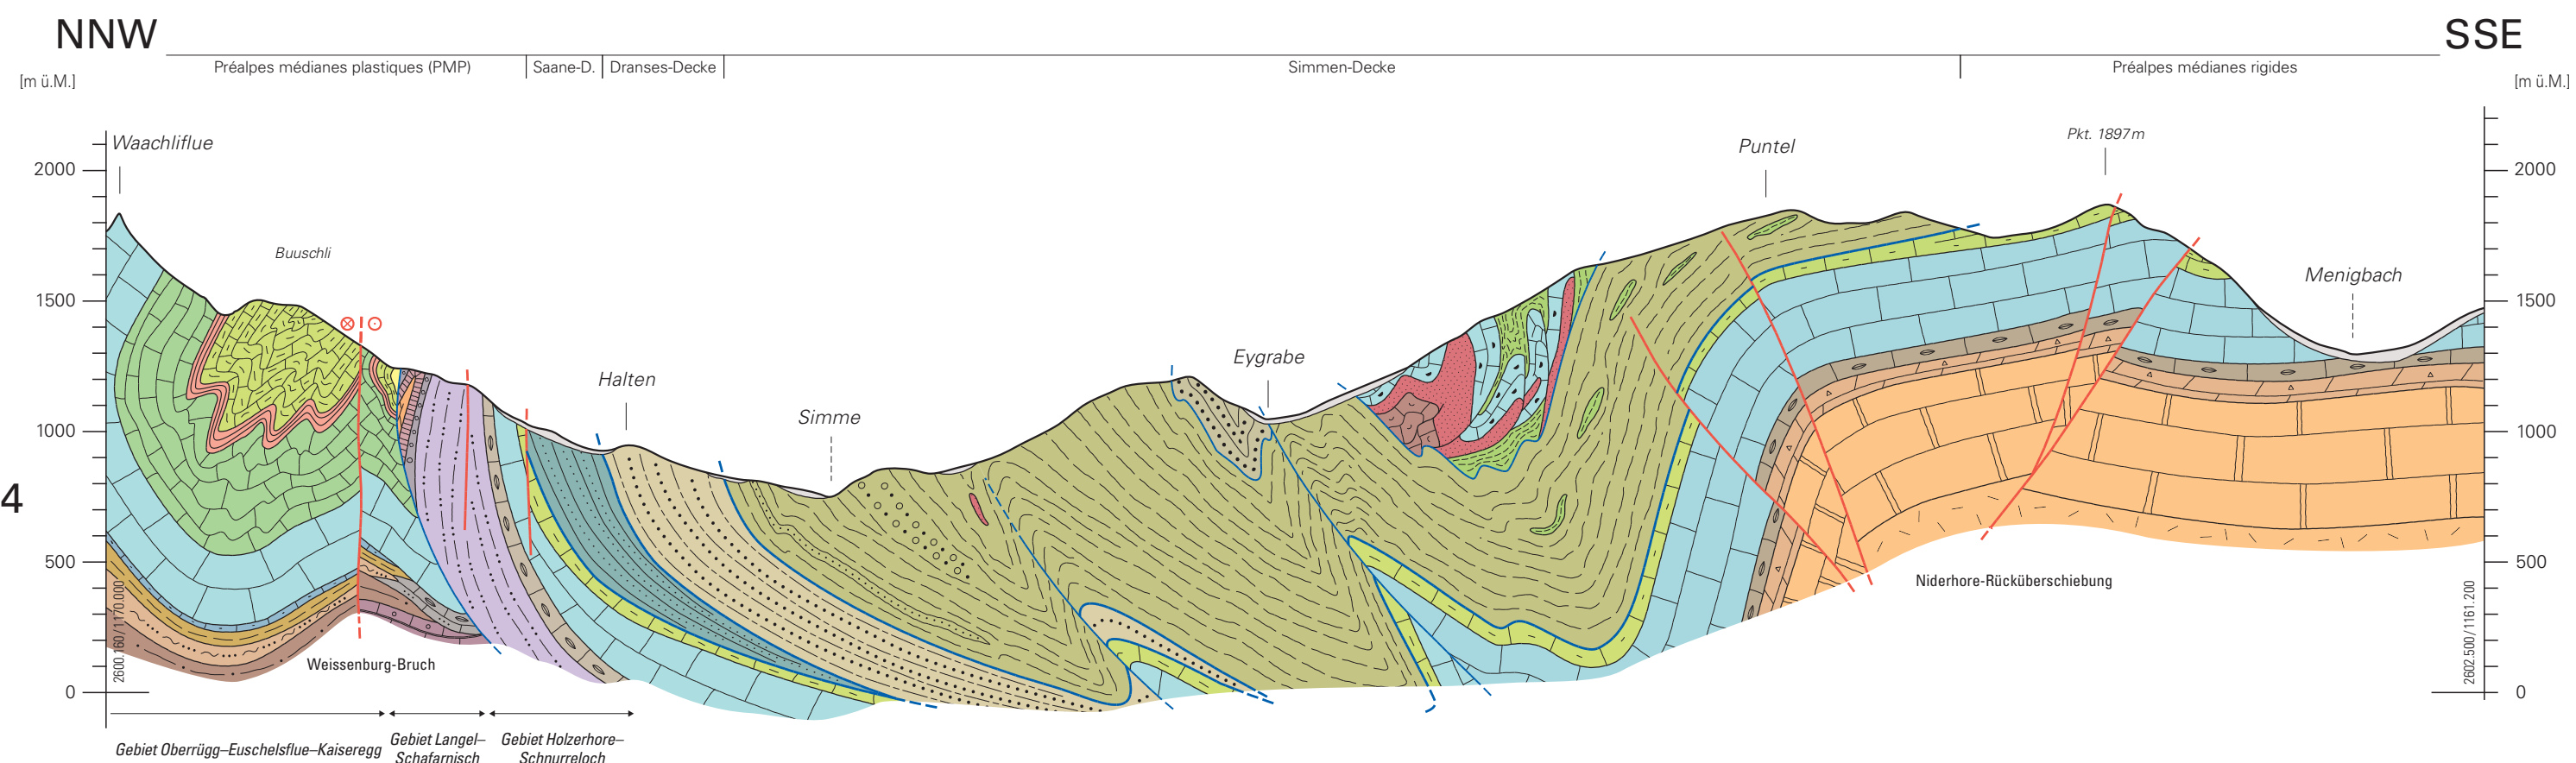 NNW
SSE
Préalpes médianes plastiques (PMP)
Saane-D.
Dranses-Decke
Simmen-Decke
Préalpes médianes rigides
[m ü.M.]
[m ü.M.]
Waachliflue
Puntel
Pkt. 1897 m
2000
2000
Buuschli
Menigbach
1500
1500
Eygrabe
Halten
Simme
1000
1000
4
500
500
Niderhore-Rücküberschiebung
2600.160 / 1170.000
2602.500 / 1161.200
Weissenburg-Bruch
0
0
Gebiet Oberrügg–Euschelsflue–Kaiseregg
Gebiet Langel–
Schafarnisch
Gebiet Holzerhore–
Schnurreloch